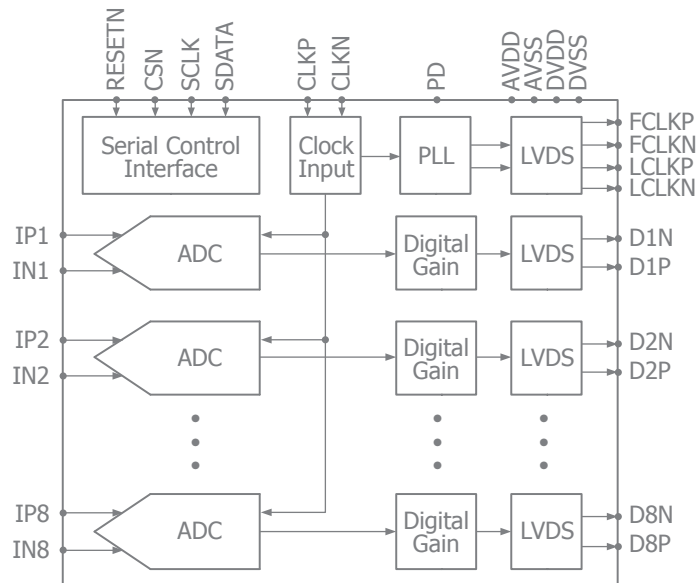 RESETN
CSN
SCLK
SDATA
CLKP
CLKN
PD
AVDD
AVSS
DVDD
DVSS
Serial Control
Interface
Clock
Input
PLL
LVDS
FCLKP
FCLKN
LCLKP
LCLKN
IP1
IN1
ADC
Digital
Gain
LVDS
D1N
D1P
IP2
IN2
ADC
Digital
Gain
LVDS
D2N
D2P
IP8
IN8
ADC
Digital
Gain
LVDS
D8N
D8P